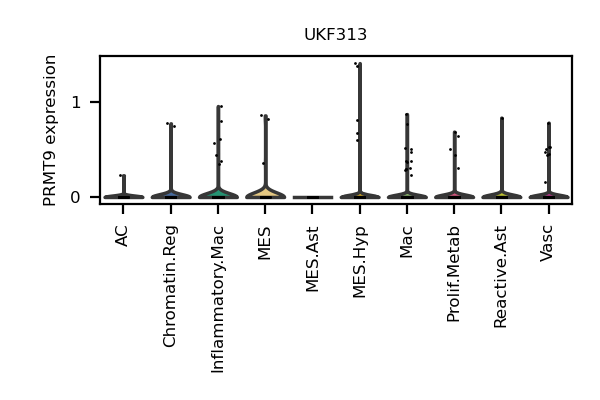 UKF313
PRMT9 expression
1
0
AC
Chromatin.Reg
Inflammatory.Mac
MES
MES.Ast
MES.Hyp
Mac
Prolif.Metab
Reactive.Ast
Vasc